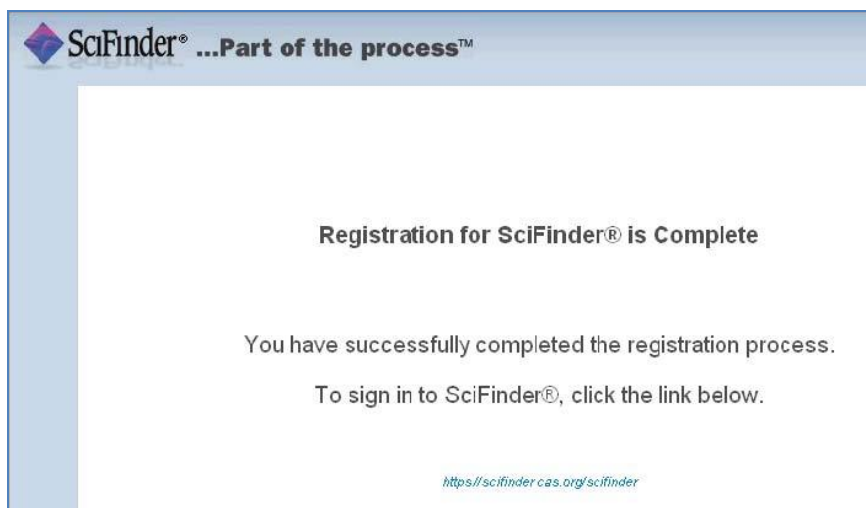 SciFinder® ...Part of the process™
Registration for SciFinder® is Complete
You have successfully completed the registration process.
To sign in to SciFinder®, click the link below.
https//scifinder.cas.org/scifinder